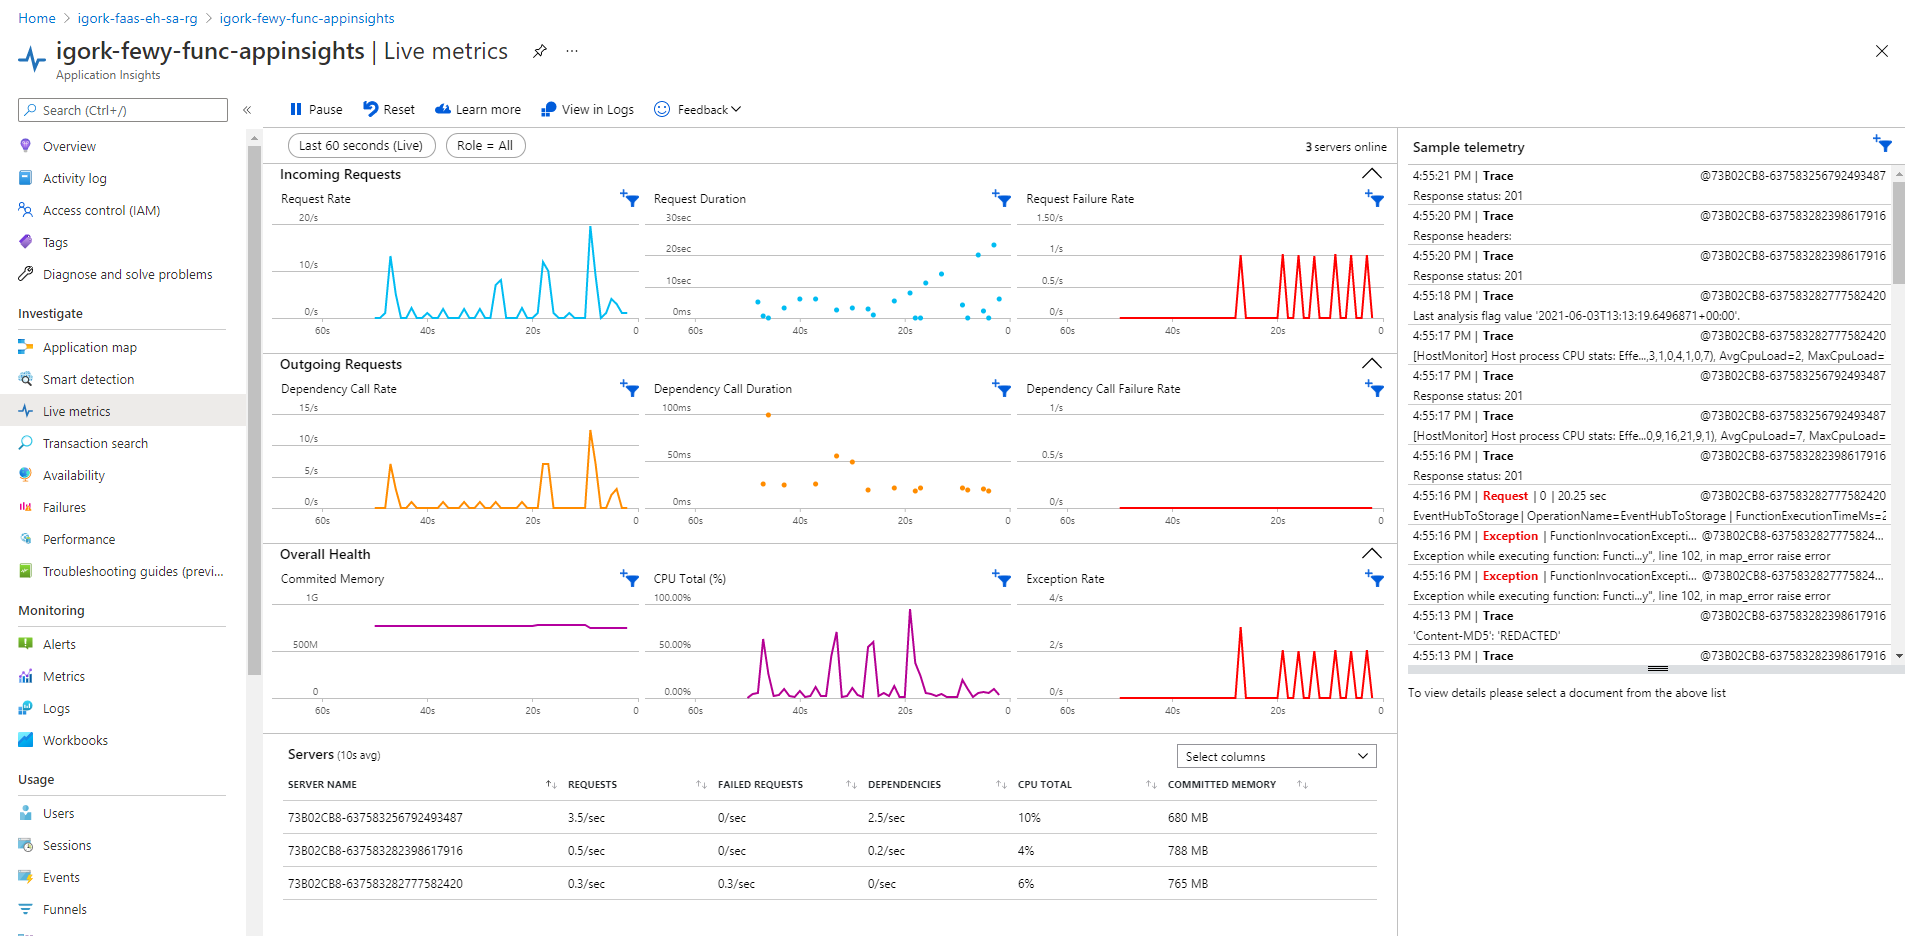 Home > igork-faas-eh-sa-rg > igork-fewy-func-appinsights
igork-fewy-func-appinsights | Live metrics ...
Application Insights
Search (Ctrl+/) «
Overview
Activity log
Access control (IAM)
Tags
Diagnose and solve problems
Investigate
Application map
Smart detection
Live metrics
Transaction search
Availability
Failures
Performance
Troubleshooting guides (previ...
Monitoring
Alerts
Metrics
Logs
Workbooks
Usage
Users
Sessions
Events
Funnels
Pause Reset Learn more View in Logs Feedback
Last 60 seconds (Live) Role = All 3 servers online
Incoming Requests
Request Rate
20/s
10/s
0/s
60s 40s 20s 0
Request Duration
30sec
20sec
10sec
0ms
60s 40s 20s 0
Request Failure Rate
1.50/s
1/s
0.5/s
0/s
60s 40s 20s 0
Outgoing Requests
Dependency Call Rate
15/s
10/s
5/s
0/s
60s 40s 20s 0
Dependency Call Duration
100ms
50ms
0ms
60s 40s 20s 0
Dependency Call Failure Rate
1/s
0.5/s
0/s
60s 40s 20s 0
Overall Health
Commited Memory
1G
500M
0
60s 40s 20s 0
CPU Total (%)
100.00%
50.00%
0.00%
60s 40s 20s 0
Exception Rate
4/s
2/s
0/s
60s 40s 20s 0
Servers (10s avg) Select columns
SERVER NAME REQUESTS FAILED REQUESTS DEPENDENCIES CPU TOTAL COMMITTED MEMORY
73B02CB8-637583256792493487 3.5/sec 0/sec 2.5/sec 10% 680 MB
73B02CB8-637583282398617916 0.5/sec 0/sec 0.2/sec 4% 788 MB
73B02CB8-637583282777582420 0.3/sec 0.3/sec 0/sec 6% 765 MB
Sample telemetry
4:55:21 PM | Trace @73B02CB8-637583256792493487
Response status: 201
4:55:20 PM | Trace @73B02CB8-637583282398617916
Response headers:
4:55:20 PM | Trace @73B02CB8-637583282398617916
Response status: 201
4:55:18 PM | Trace @73B02CB8-637583282777582420
Last analysis flag value '2021-06-03T13:13:19.6496871+00:00'.
4:55:17 PM | Trace @73B02CB8-637583282777582420
[HostMonitor] Host process CPU stats: Effe...,3,1,0,4,1,0,7), AvgCpuLoad=2, MaxCpuLoad=
4:55:17 PM | Trace @73B02CB8-637583256792493487
Response status: 201
4:55:17 PM | Trace @73B02CB8-637583256792493487
[HostMonitor] Host process CPU stats: Effe...0,9,16,21,9,1), AvgCpuLoad=7, MaxCpuLoad=
4:55:16 PM | Trace @73B02CB8-637583282398617916
Response status: 201
4:55:16 PM | Request | 0 | 20.25 sec @73B02CB8-637583282777582420
EventHubToStorage | OperationName=EventHubToStorage | FunctionExecutionTimeMs=2
4:55:16 PM | Exception | FunctionInvocationExcepti... @73B02CB8-6375832827775824...
Exception while executing function: Functi...y", line 102, in map_error raise error
4:55:16 PM | Exception | FunctionInvocationExcepti... @73B02CB8-6375832827775824...
Exception while executing function: Functi...y", line 102, in map_error raise error
4:55:13 PM | Trace @73B02CB8-637583282398617916
'Content-MD5': 'REDACTED'
4:55:13 PM | Trace @73B02CB8-637583282398617916
To view details please select a document from the above list